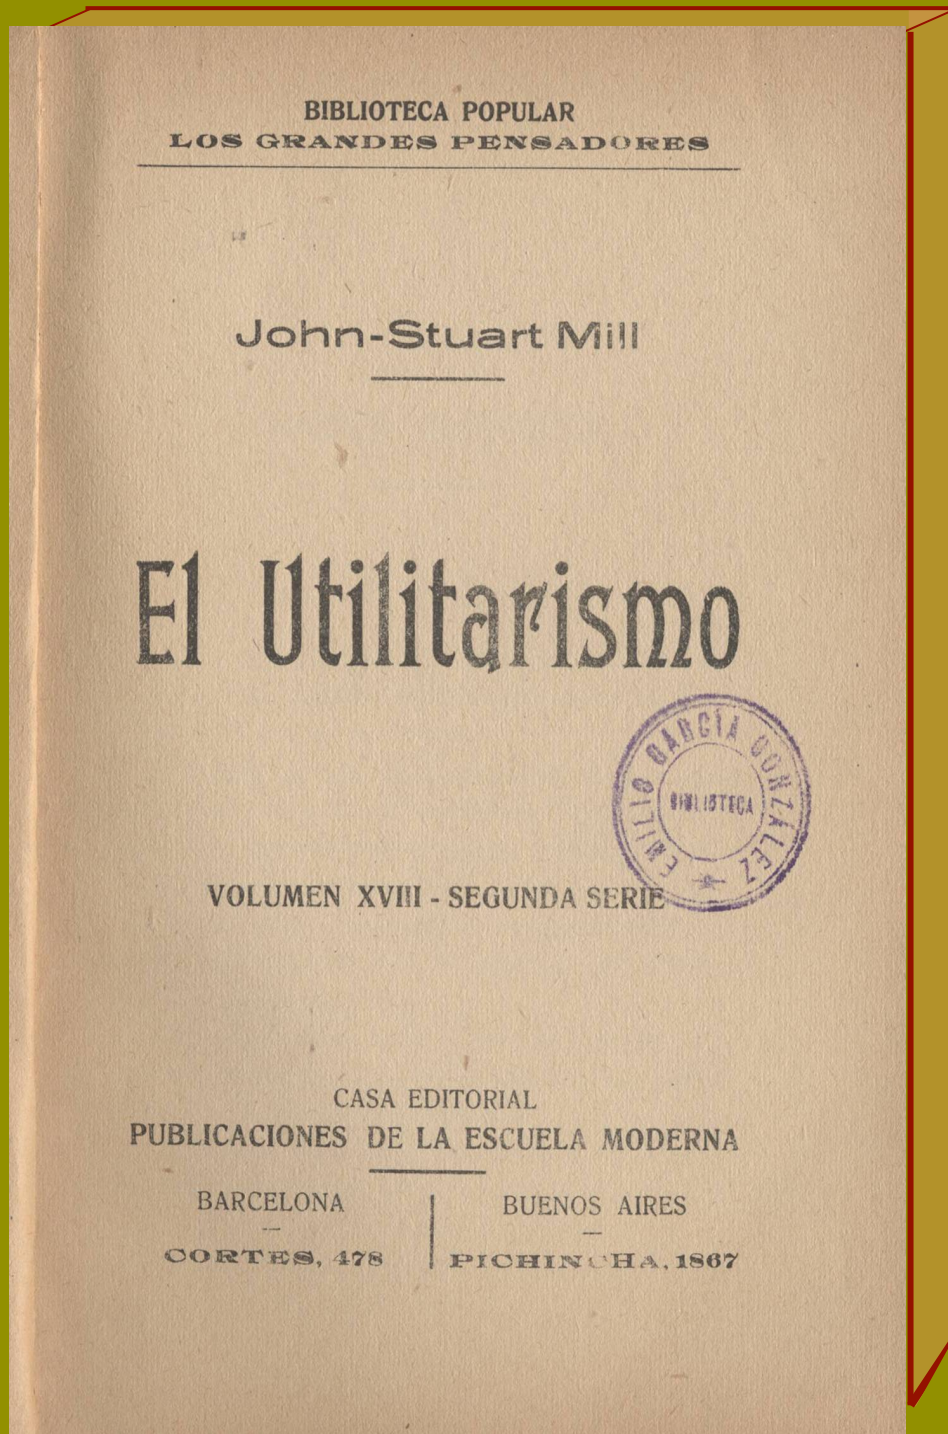 BIBLIOTECA POPULAR
LOS GRANDES PENSADORES
John-Stuart Mill
El Utilitarismo
EMILIO GARCÍA GONZÁLEZ
BIBLIOTECA
VOLUMEN XVIII - SEGUNDA SERIE
CASA EDITORIAL
PUBLICACIONES DE LA ESCUELA MODERNA
BARCELONA
CORTES, 478
BUENOS AIRES
PICHINCHA, 1867